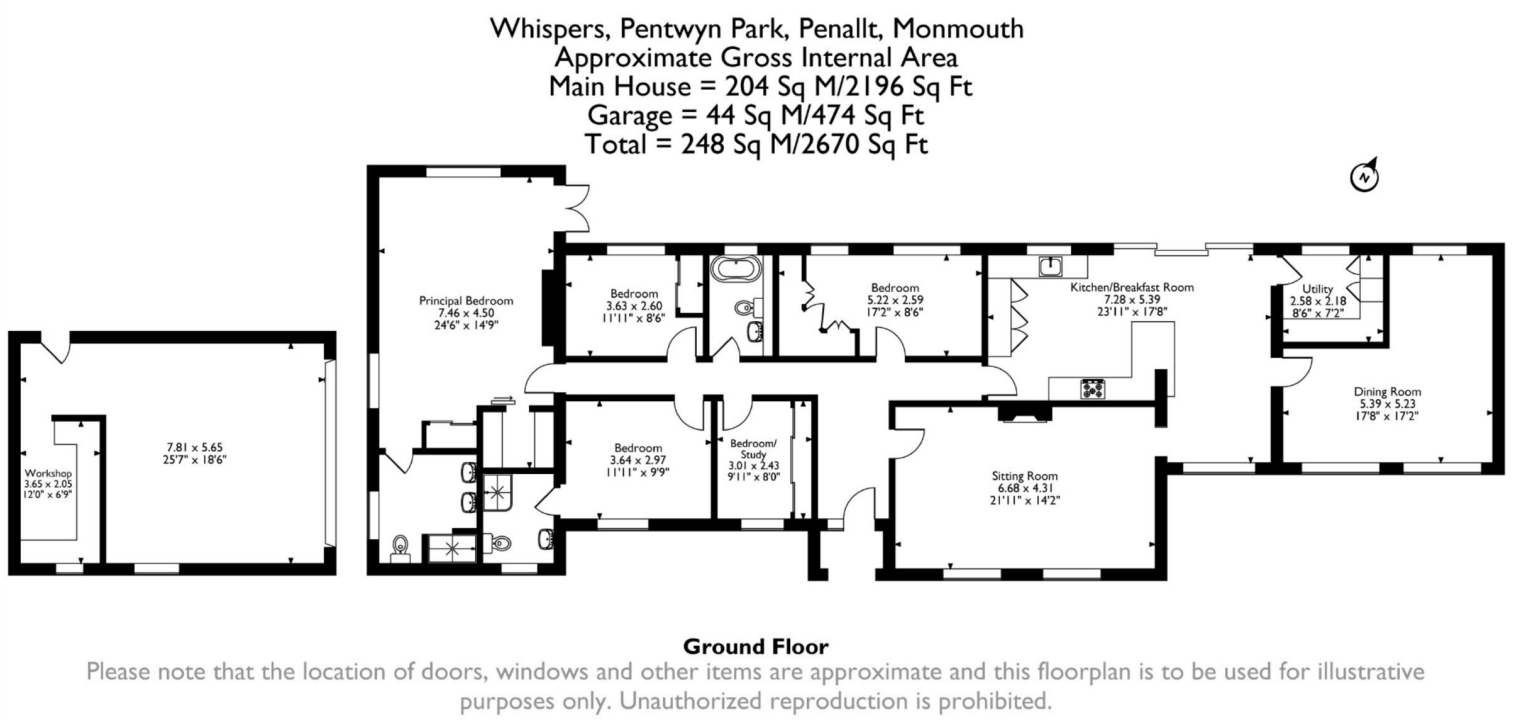 Whispers, Pentwyn Park, Penallt, Monmouth
Approximate Gross Internal Area
Main House = 204 Sq M/2196 Sq Ft
Garage = 44 Sq M/474 Sq Ft
Total = 248 Sq M/2670 Sq Ft
N
Principal Bedroom
7.46 x 4.50
24'6" x 14'9"
Bedroom
3.63 x 2.60
11'11" x 8'6"
Bedroom
5.22 x 2.59
17'2" x 8'6"
Kitchen/Breakfast Room
7.28 x 5.39
23'11" x 17'8"
Utility
2.58 x 2.18
8'6" x 7'2"
Dining Room
5.39 x 5.23
17'8" x 17'2"
7.81 x 5.65
25'7" x 18'6"
Workshop
3.65 x 2.05
12'0" x 6'9"
Bedroom
3.64 x 2.97
11'11" x 9'9"
Bedroom/
Study
3.01 x 2.43
9'11" x 8'0"
Sitting Room
6.68 x 4.31
21'11" x 14'2"
Ground Floor
Please note that the location of doors, windows and other items are approximate and this floorplan is to be used for illustrative
purposes only. Unauthorized reproduction is prohibited.